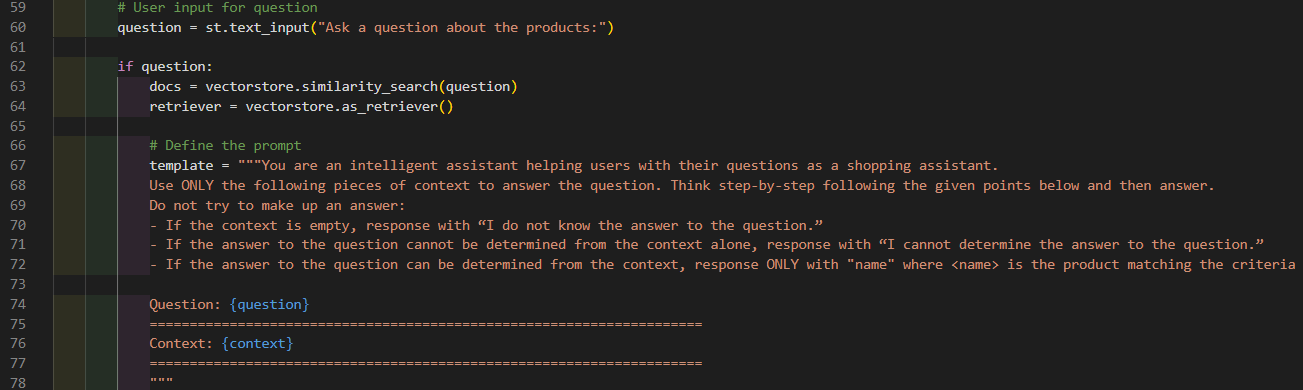 59 # User input for question
60 question = st.text_input("Ask a question about the products:")
61
62 if question:
63 docs = vectorstore.similarity_search(question)
64 retriever = vectorstore.as_retriever()
65
66 # Define the prompt
67 template = """You are an intelligent assistant helping users with their questions as a shopping assistant.
68 Use ONLY the following pieces of context to answer the question. Think step-by-step following the given points below and then answer.
69 Do not try to make up an answer:
70 - If the context is empty, response with “I do not know the answer to the question.”
71 - If the answer to the question cannot be determined from the context alone, response with “I cannot determine the answer to the question.”
72 - If the answer to the question can be determined from the context, response ONLY with "name" where <name> is the product matching the criteria
73
74 Question: {question}
75 =====================================================================
76 Context: {context}
77 =====================================================================
78 """